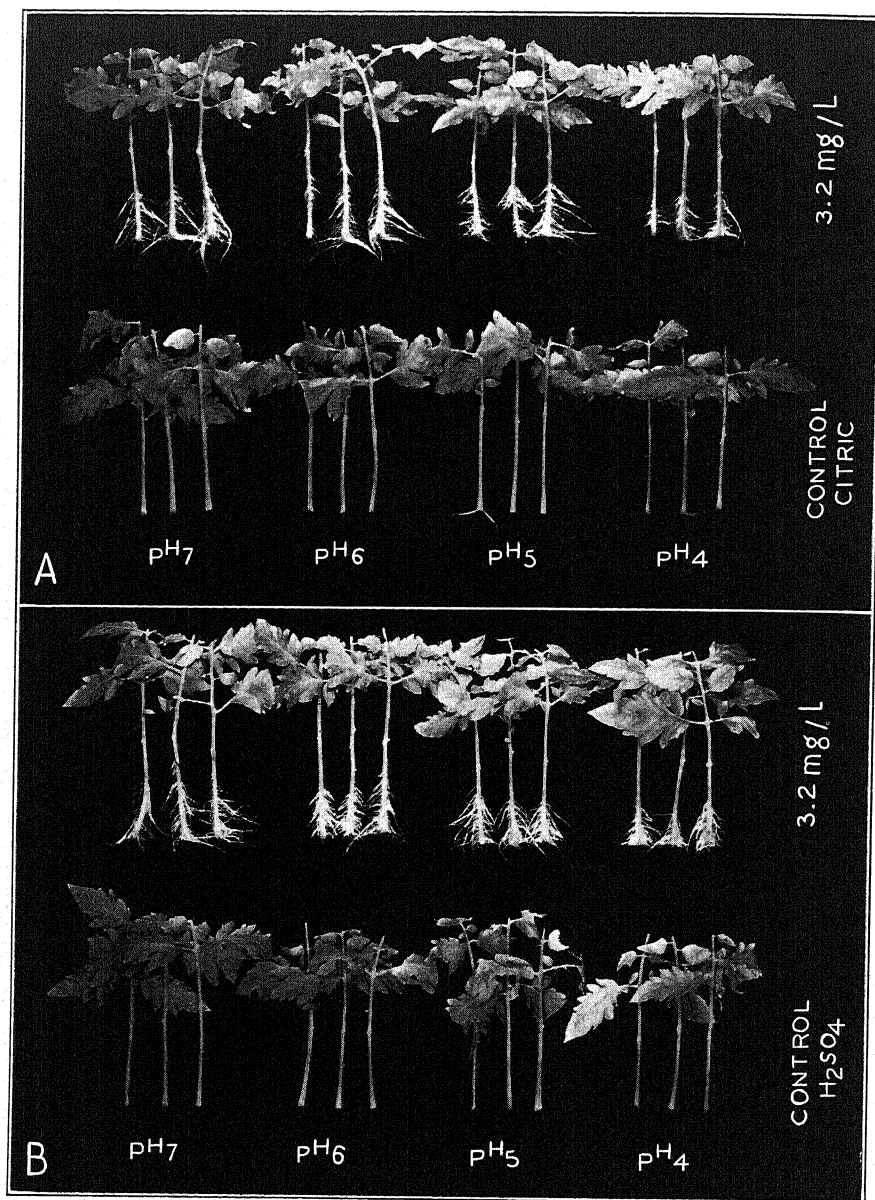 3.2 mg/L
CONTROL
CITRIC
A
PH7
PH6
PH5
PH4
3.2 mg/L
CONTROL
H2SO4
B
PH7
PH6
PH5
PH4